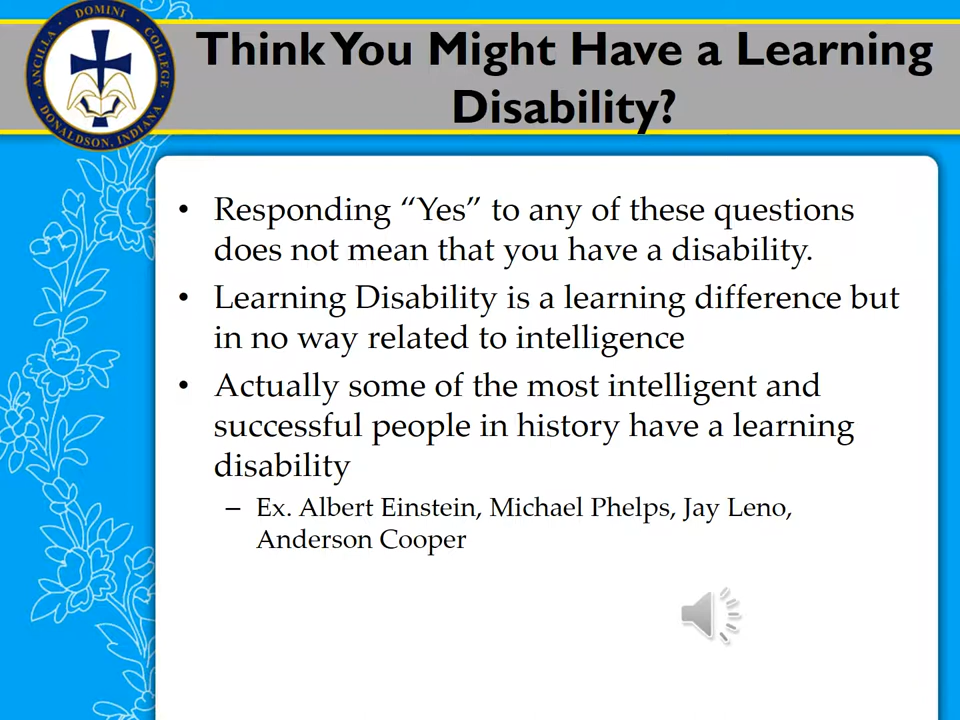 ANCILLA DOMINI COLLEGE
DONALDSON, INDIANA
Think You Might Have a Learning
Disability?
• Responding “Yes” to any of these questions
does not mean that you have a disability.
• Learning Disability is a learning difference but
in no way related to intelligence
• Actually some of the most intelligent and
successful people in history have a learning
disability
– Ex. Albert Einstein, Michael Phelps, Jay Leno,
Anderson Cooper